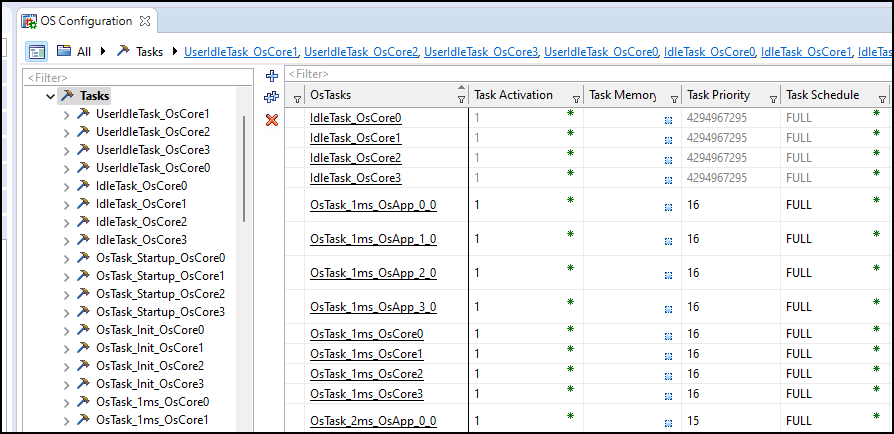 OS Configuration
All Tasks UserIdleTask_OsCore1, UserIdleTask_OsCore2, UserIdleTask_OsCore3, UserIdleTask_OsCore0, IdleTask_OsCore0, IdleTask_OsCore1,
<Filter>
Tasks
UserIdleTask_OsCore1
UserIdleTask_OsCore2
UserIdleTask_OsCore3
UserIdleTask_OsCore0
IdleTask_OsCore0
IdleTask_OsCore1
IdleTask_OsCore2
IdleTask_OsCore3
OsTask_Startup_OsCore0
OsTask_Startup_OsCore1
OsTask_Startup_OsCore2
OsTask_Startup_OsCore3
OsTask_Init_OsCore0
OsTask_Init_OsCore1
OsTask_Init_OsCore2
OsTask_Init_OsCore3
OsTask_1ms_OsCore0
OsTask_1ms_OsCore1
<Filter>
OsTasks Task Activation Task Memory Task Priority Task Schedule
IdleTask_OsCore0 1 4294967295 FULL
IdleTask_OsCore1 1 4294967295 FULL
IdleTask_OsCore2 1 4294967295 FULL
IdleTask_OsCore3 1 4294967295 FULL
OsTask_1ms_OsApp_0_0 1 16 FULL
OsTask_1ms_OsApp_1_0 1 16 FULL
OsTask_1ms_OsApp_2_0 1 16 FULL
OsTask_1ms_OsApp_3_0 1 16 FULL
OsTask_1ms_OsCore0 1 16 FULL
OsTask_1ms_OsCore1 1 16 FULL
OsTask_1ms_OsCore2 1 16 FULL
OsTask_1ms_OsCore3 1 16 FULL
OsTask_2ms_OsApp_0_0 1 15 FULL